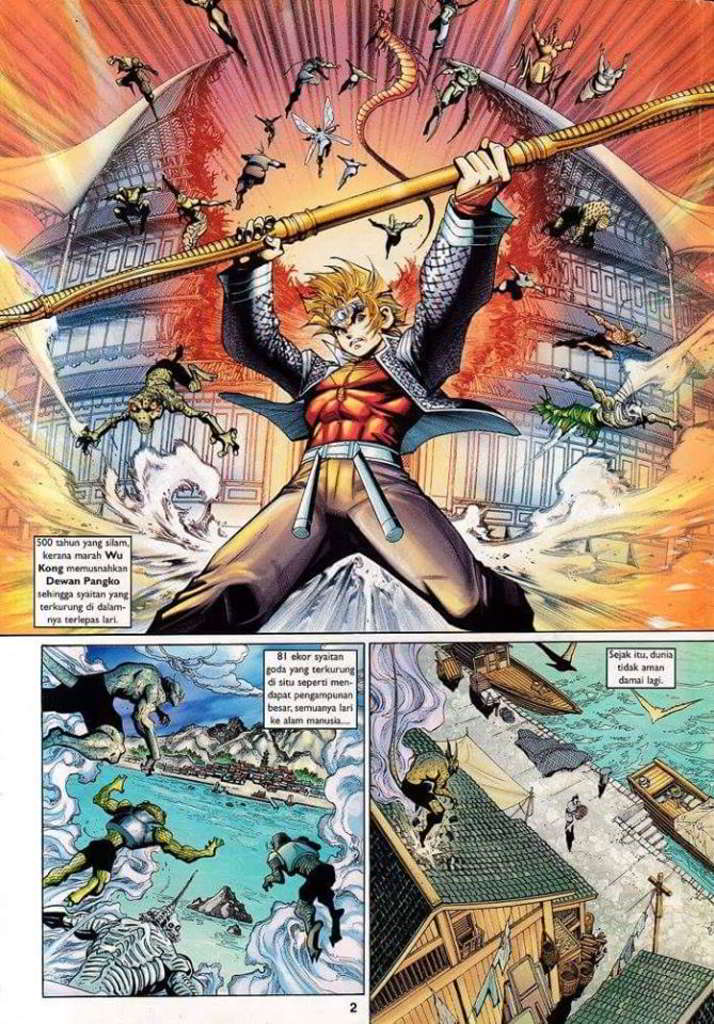 500 tahun yang silam,
kerana marah Wu
Kong memusnahkan
Dewan Pangko
sehingga syaitan yang
terkurung di dalam-
nya terlepas lari.
81 ekor syaitan
goda yang terkurung
di situ seperti men-
dapat pengampunan
besar, semuanya lari
ke alam manusia....
Sejak itu, dunia
tidak aman
damai lagi.
2